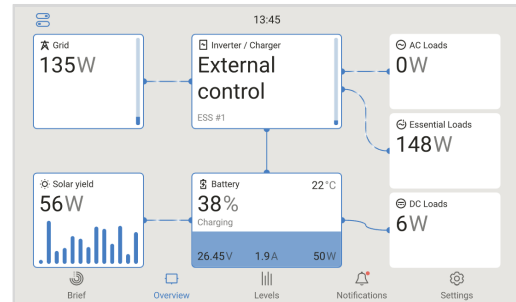 13:45
Grid
135W
Inverter / Charger
External
control
ESS #1
AC Loads
0W
Essential Loads
148W
Solar yield
56W
Battery
22°C
38%
Charging
26.45V 1.9A 50W
DC Loads
6W
Brief
Overview
Levels
Notifications
Settings